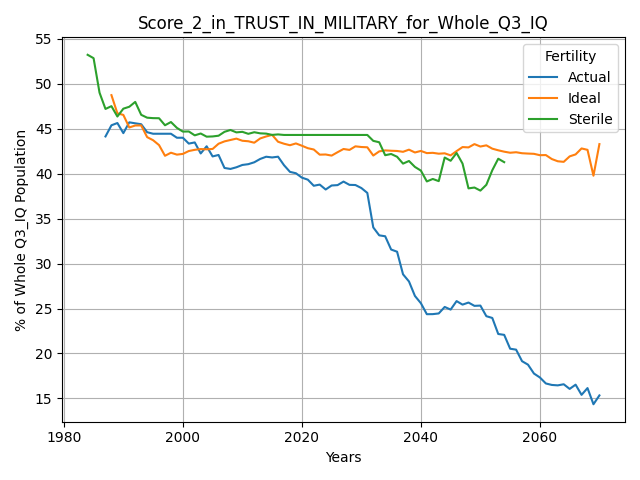 Score_2_in_TRUST_IN_MILITARY_for_Whole_Q3_IQ
% of Whole Q3_IQ Population
55
50
45
40
35
30
25
20
15
Fertility
Actual
Ideal
Sterile
1980
2000
2020
2040
2060
Years